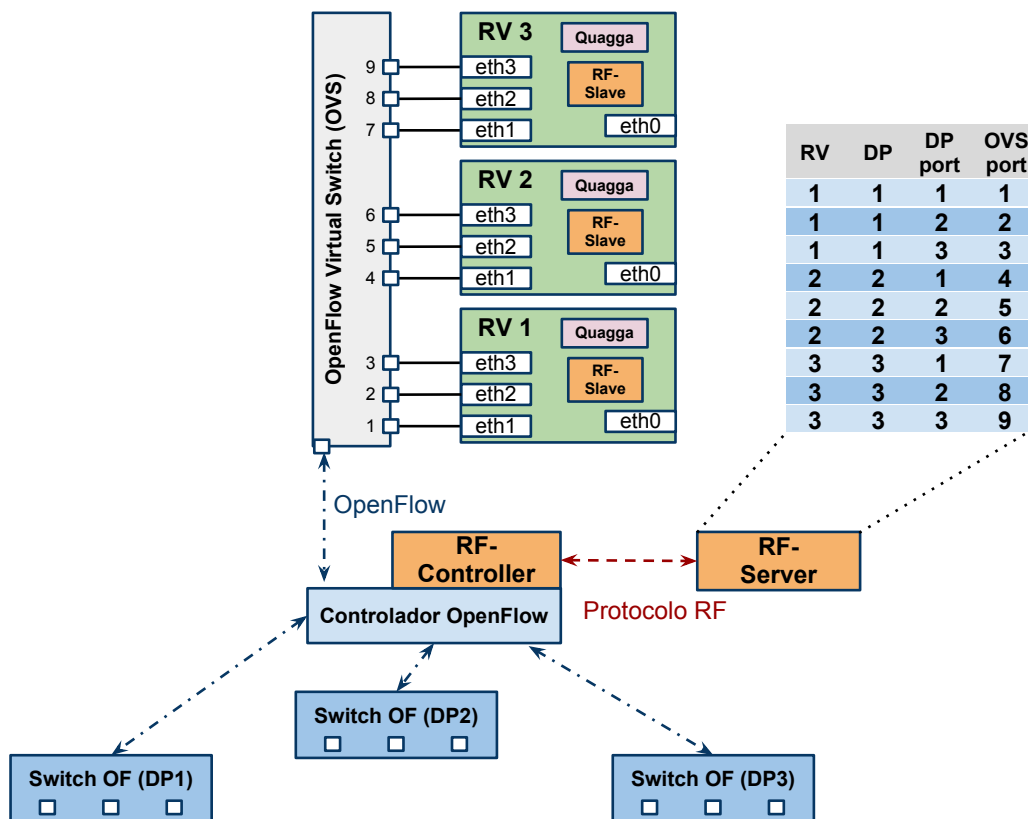 OpenFlow Virtual Switch (OVS)
9
8
7
6
5
4
3
2
1
RV 3
Quagga
RF-
Slave
eth3
eth2
eth1
eth0
RV 2
Quagga
RF-
Slave
eth3
eth2
eth1
eth0
RV 1
Quagga
RF-
Slave
eth3
eth2
eth1
eth0
RV DP DP port OVS port
1 1 1 1
1 1 2 2
1 1 3 3
2 2 1 4
2 2 2 5
2 2 3 6
3 3 1 7
3 3 2 8
3 3 3 9
OpenFlow
RF-
Controller
Controlador OpenFlow
Protocolo RF
RF-
Server
Switch OF (DP2)
Switch OF (DP1)
Switch OF (DP3)